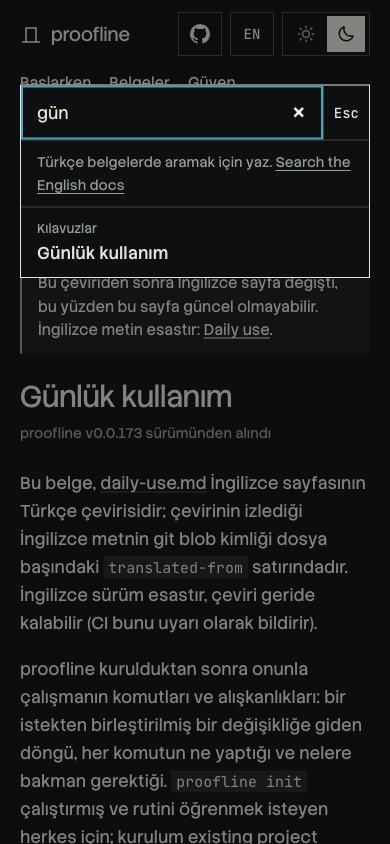 proofline
EN
Başlarken Belgeler Güven
gün
Esc
Türkçe belgelerde aramak için yaz. Search the
English docs
Kılavuzlar
Günlük kullanım
Bu çeviriden sonra İngilizce sayfa değişti,
bu yüzden bu sayfa güncel olmayabilir.
İngilizce metin esastır: Daily use.
Günlük kullanım
proofline v0.0.173 sürümünden alındı
Bu belge, daily-use.md İngilizce sayfasının
Türkçe çevirisidir; çevirinin izlediği
İngilizce metnin git blob kimliği dosya
başındaki translated-from satırındadır.
İngilizce sürüm esastır, çeviri geride
kalabilir (CI bunu uyarı olarak bildirir).
proofline kurulduktan sonra onunla
çalışmanın komutları ve alışkanlıkları: bir
istekten birleştirilmiş bir değişikliğe giden
döngü, her komutun ne yaptığı ve nelere
bakman gerektiği. proofline init
çalıştırmış ve rutini öğrenmek isteyen
herkes için; kurulum existing project